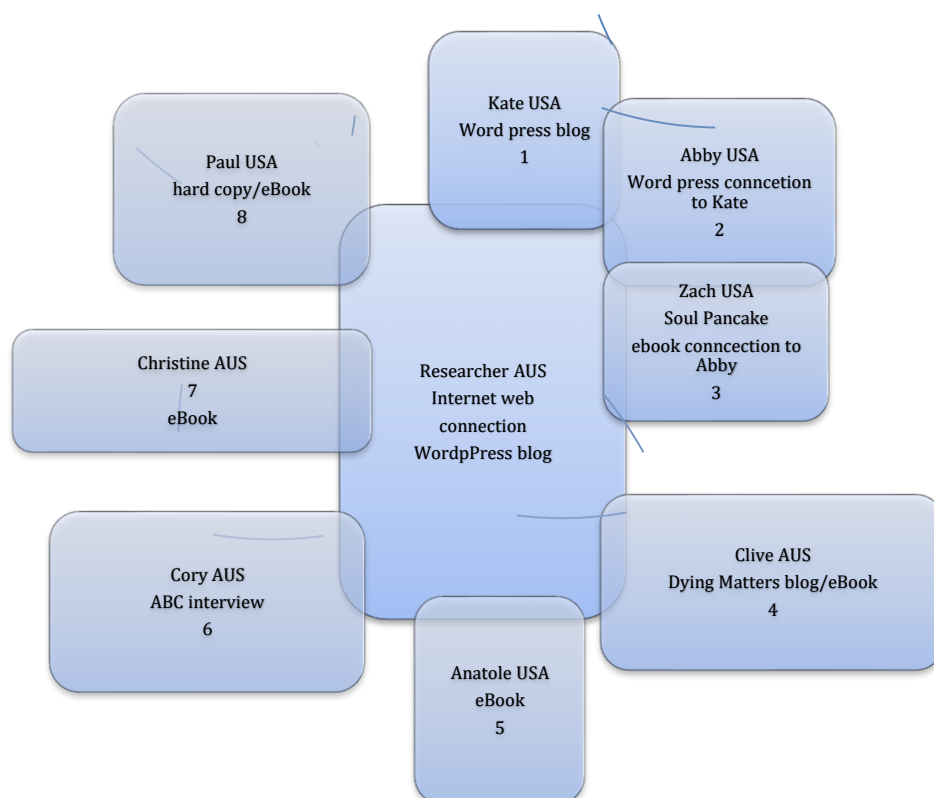 Kate USA
Word press blog
1
Abby USA
Word press conncetion
to Kate
2
Zach USA
Soul Pancake
ebook conncection to
Abby
3
Clive AUS
Dying Matters blog/eBook
4
Anatole USA
eBook
5
Cory AUS
ABC interview
6
Christine AUS
7
eBook
Paul USA
hard copy/eBook
8
Researcher AUS
Internet web
connection
WordpPress blog